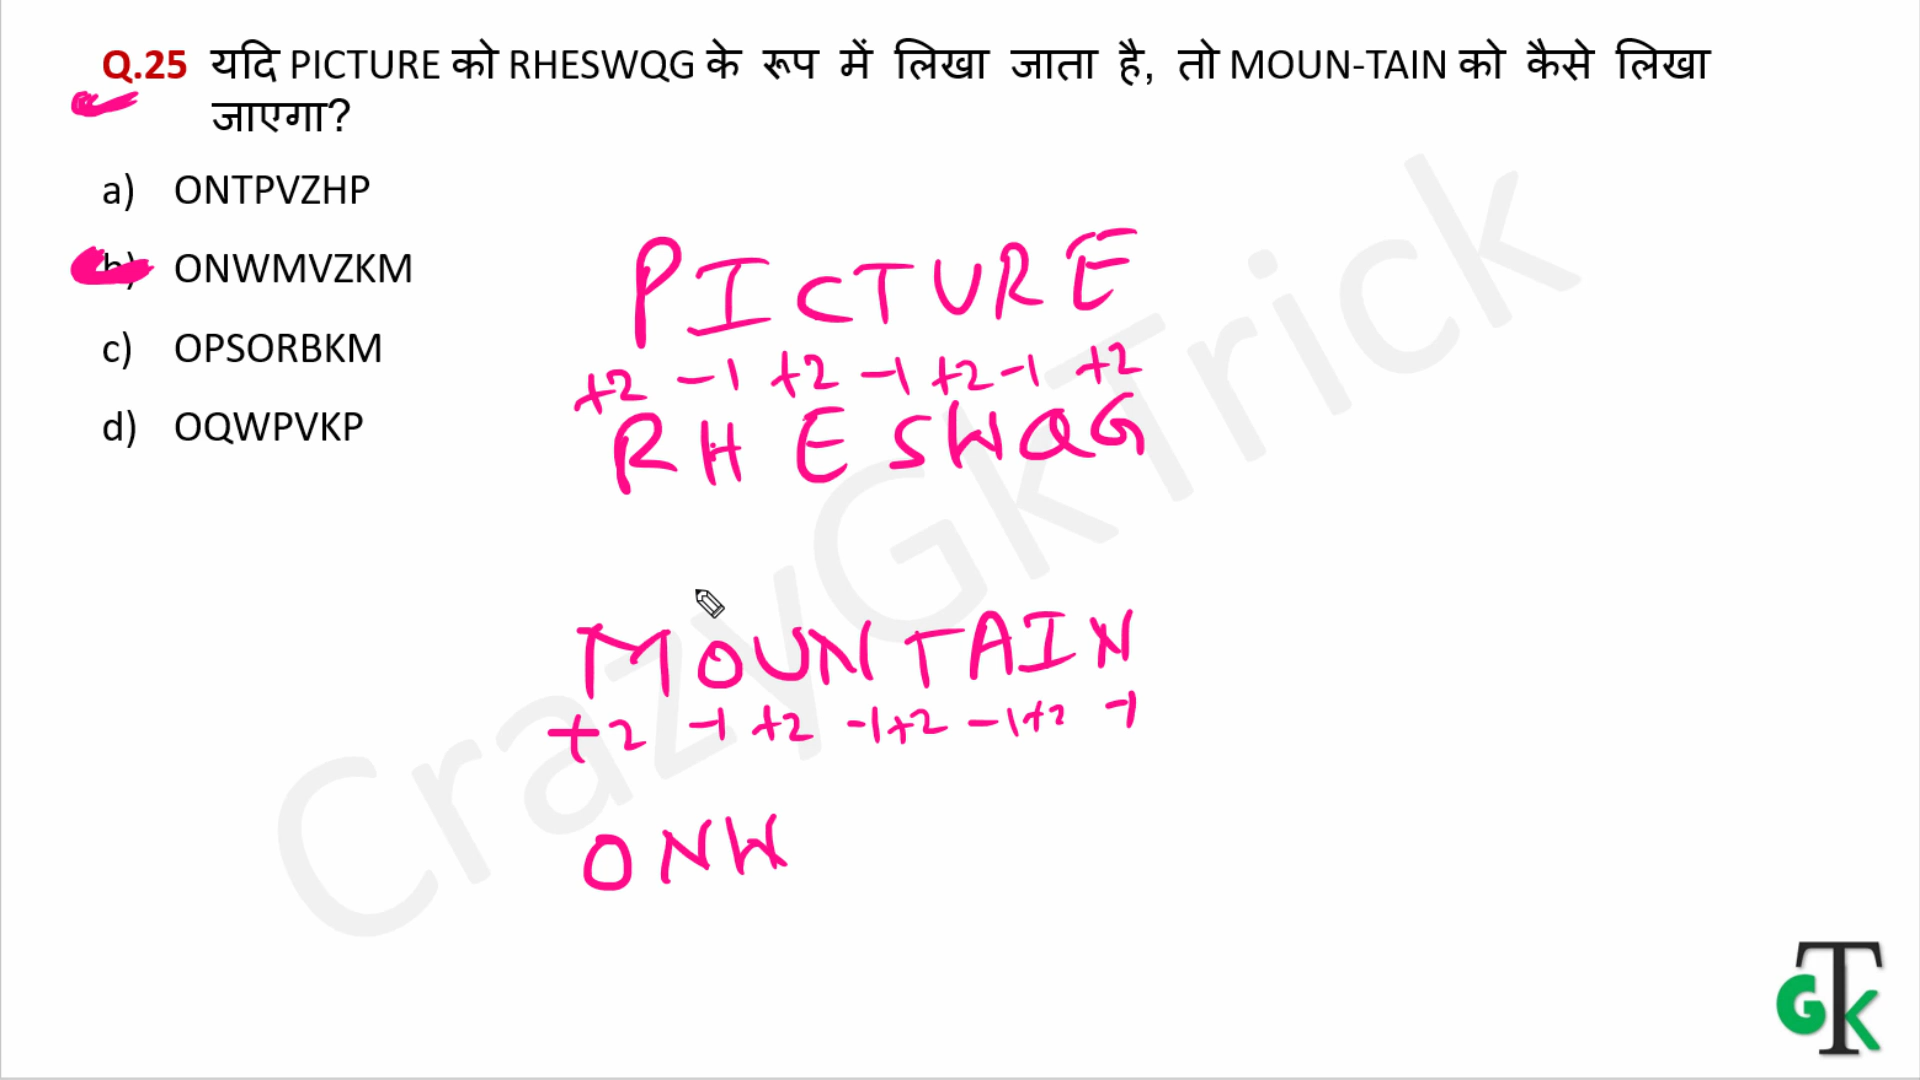 Q.25 यदि PICTURE को RHESWQG के रूप में लिखा जाता है, तो MOUN-TAIN को कैसे लिखा
जाएगा?
a) ONTPVZHP
b) ONWMVZKM
c) OPSORBKM
d) OQWPVKP
PICTURE
+2 -1 +2 -1 +2 -1 +2
RHESWQG
MOUNTAIN
+2 -1 +2 -1 +2 -1 +2 -1
ONW
CrazyGkTrick
GTK